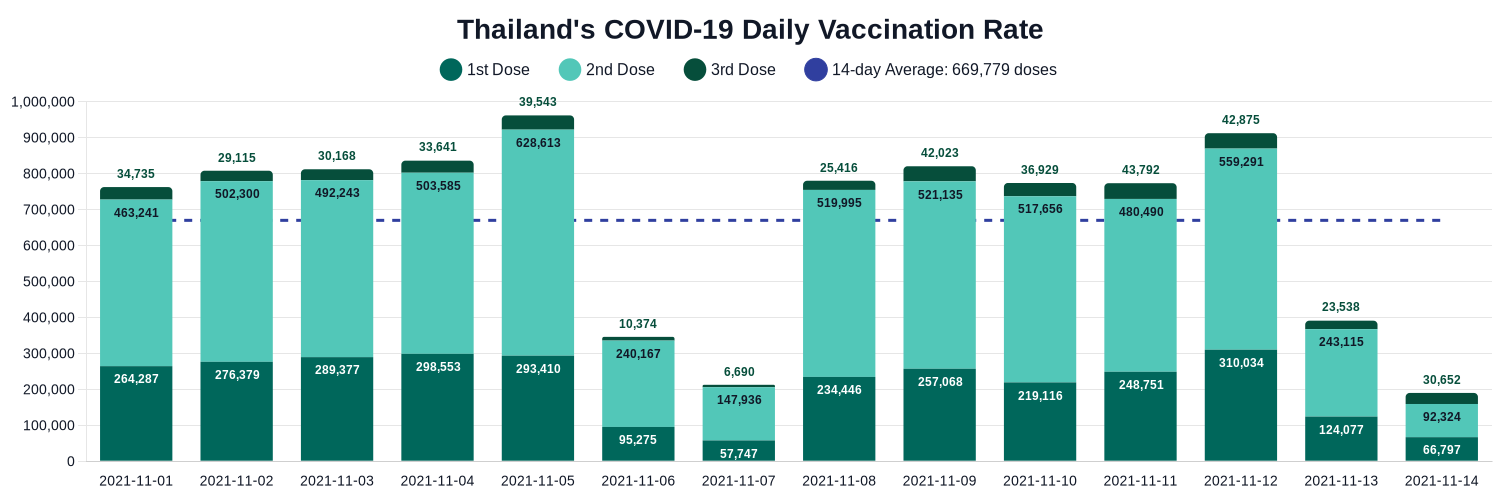 Thailand's COVID-19 Daily Vaccination Rate
1st Dose 2nd Dose 3rd Dose 14-day Average: 669,779 doses
1,000,000
900,000
800,000
700,000
600,000
500,000
400,000
300,000
200,000
100,000
0
34,735 29,115 30,168 33,641 39,543 10,374 6,690 25,416 42,023 36,929 43,792 42,875 23,538 30,652
463,241 502,300 492,243 503,585 628,613 240,167 147,936 519,995 521,135 517,656 480,490 559,291 243,115 92,324
264,287 276,379 289,377 298,553 293,410 95,275 57,747 234,446 257,068 219,116 248,751 310,034 124,077 66,797
2021-11-01 2021-11-02 2021-11-03 2021-11-04 2021-11-05 2021-11-06 2021-11-07 2021-11-08 2021-11-09 2021-11-10 2021-11-11 2021-11-12 2021-11-13 2021-11-14